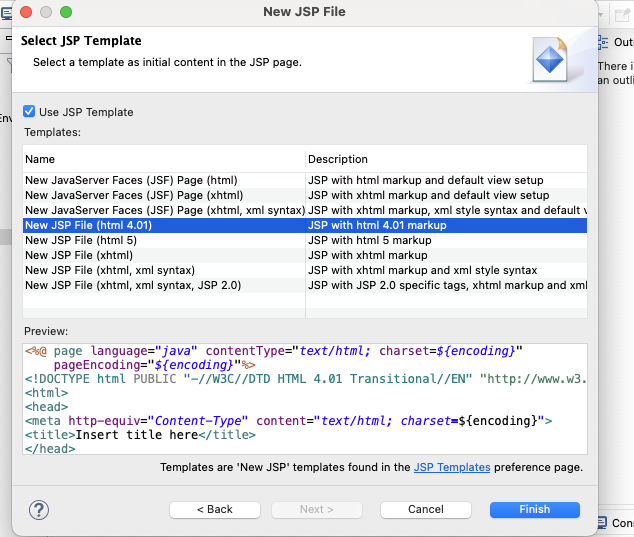 New JSP File
Select JSP Template
Select a template as initial content in the JSP page.
Use JSP Template
Templates:
Name Description
New JavaServer Faces (JSF) Page (html) JSP with html markup and default view setup
New JavaServer Faces (JSF) Page (xhtml) JSP with xhtml markup and default view setup
New JavaServer Faces (JSF) Page (xhtml, xml syntax) JSP with xhtml markup, xml style syntax and default v
New JSP File (html 4.01) JSP with html 4.01 markup
New JSP File (html 5) JSP with html 5 markup
New JSP File (xhtml) JSP with xhtml markup
New JSP File (xhtml, xml syntax) JSP with xhtml markup and xml style syntax
New JSP File (xhtml, xml syntax, JSP 2.0) JSP with JSP 2.0 specific tags, xhtml markup and xml
Preview:
<%@ page language="java" contentType="text/html; charset=${encoding}"
pageEncoding="${encoding}"%>
<!DOCTYPE html PUBLIC "-//W3C//DTD HTML 4.01 Transitional//EN" "http://www.w3.
<html>
<head>
<meta http-equiv="Content-Type" content="text/html; charset=${encoding}">
<title>Insert title here</title>
</head>
Templates are 'New JSP' templates found in the JSP Templates preference page.
?
< Back
Next >
Cancel
Finish
Env
Outl
There i
an outli
Cons